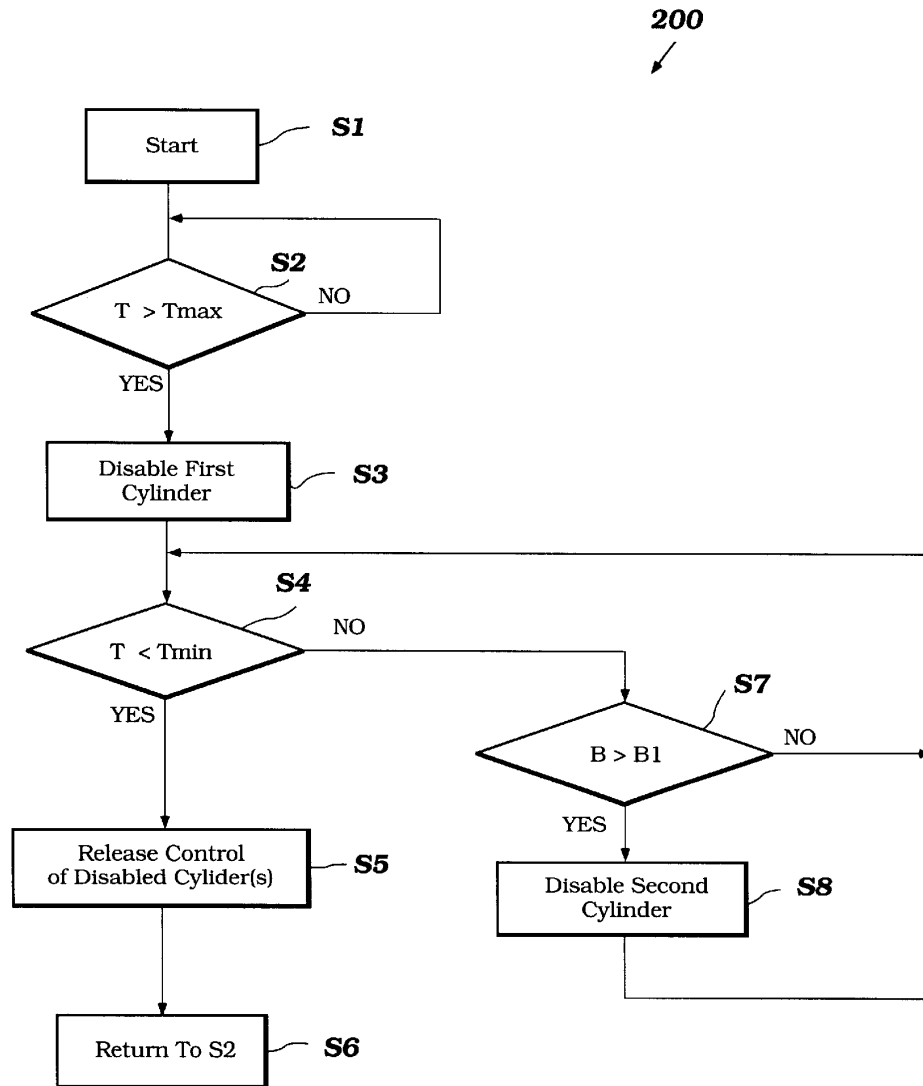 200
Start
S1
S2
T > Tmax
NO
YES
Disable First
Cylinder
S3
S4
T < Tmin
NO
YES
S7
B > B1
NO
YES
Release Control
of Disabled Cylider(s)
S5
Disable Second
Cylinder
S8
Return To S2
S6